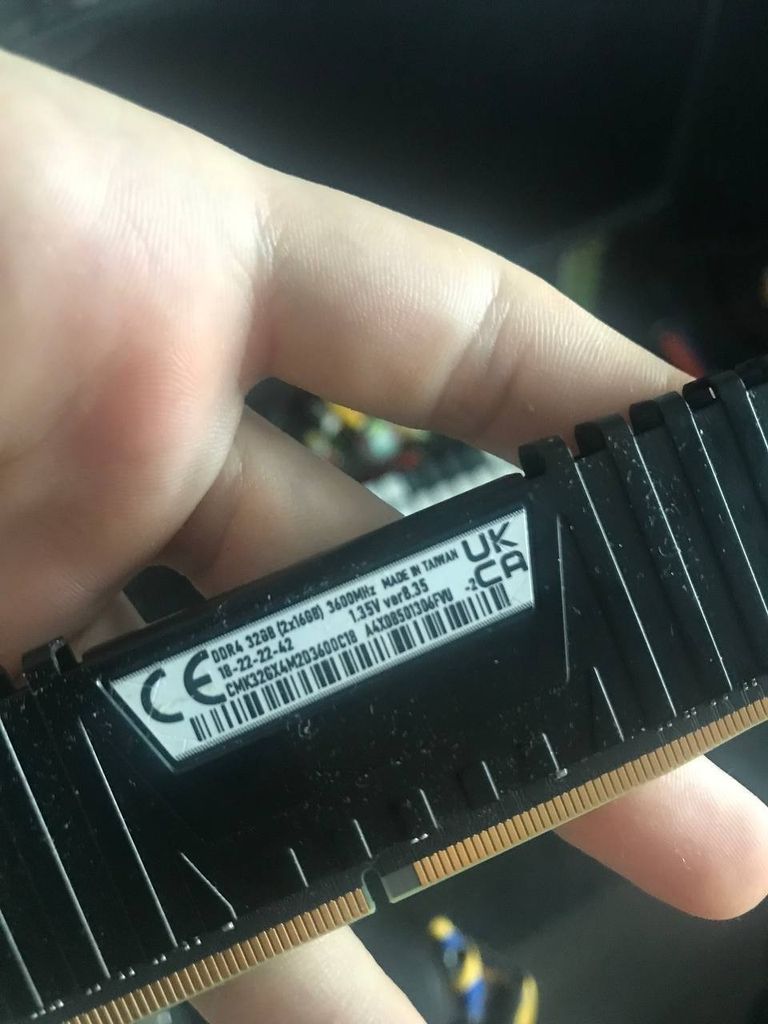 CE
DDR4 32GB (2x16GB) 3600MHz MADE IN TAIWAN
18-22-22-42 1.35V ver8.35
CMK32GX4M2D3600C18 A4X08501306FVU -2
UK
CA